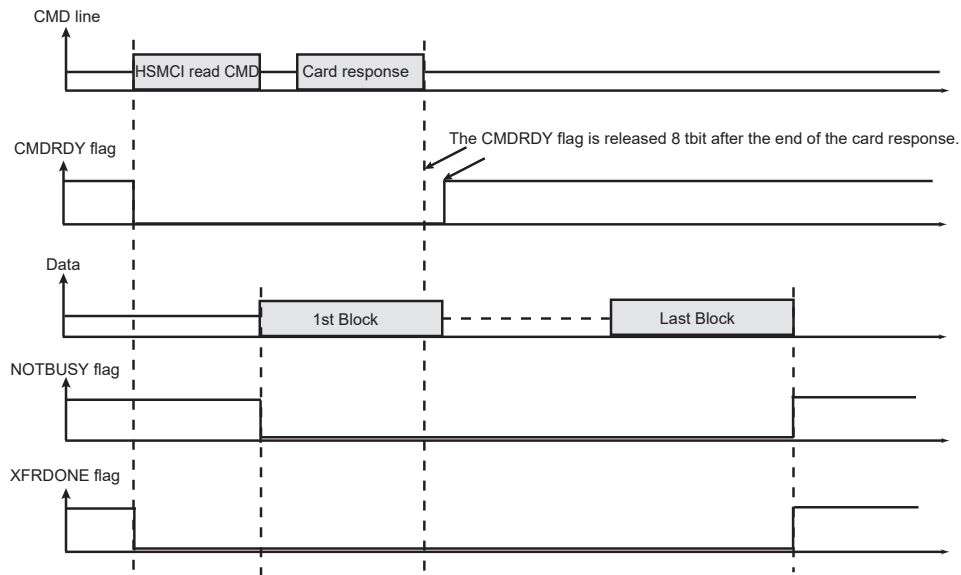 CMD line
HSMCI read CMD
Card response
The CMDRDY flag is released 8 tbit after the end of the card response.
CMDRDY flag
Data
1st Block
Last Block
NOTBUSY flag
XFRDONE flag